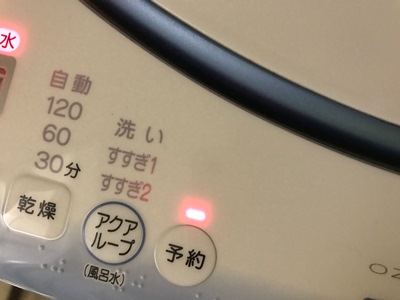 水
自動
120
60
30分
洗い
すすぎ1
すすぎ2
乾燥
アクア
ループ
(風呂水)
予約